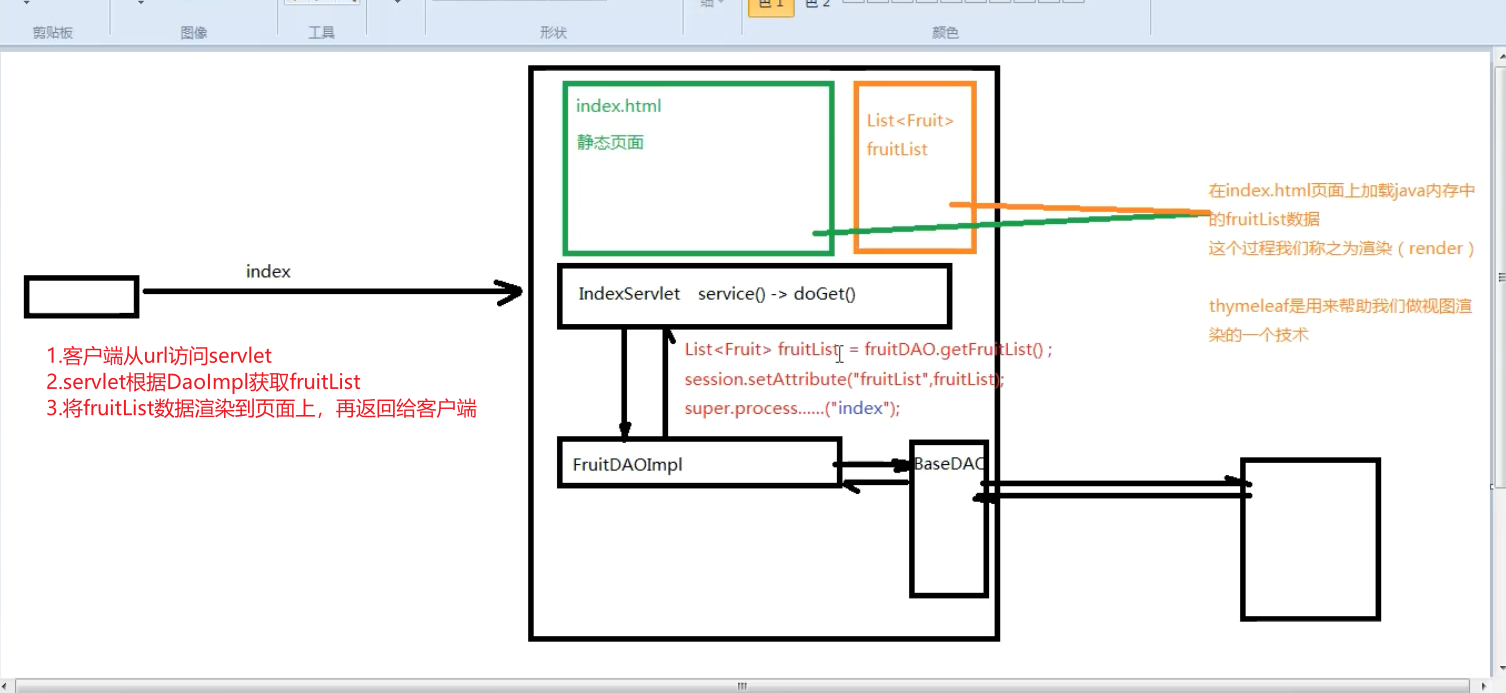 剪贴板
图像
工具
形状
颜色
色 1
色 2
index.html
静态页面
List<Fruit>
fruitList
在index.html页面上加载java内存中
的fruitList数据
这个过程我们称之为渲染（render）
thymeleaf是用来帮助我们做视图渲
染的一个技术
index
IndexServlet service() -> doGet()
1.客户端从url访问servlet
2.servlet根据DaoImpl获取fruitList
3.将fruitList数据渲染到页面上，再返回给客户端
List<Fruit> fruitList = fruitDAO.getFruitList() ;
session.setAttribute("fruitList",fruitList);
super.process......("index");
FruitDAOImpl
BaseDAO